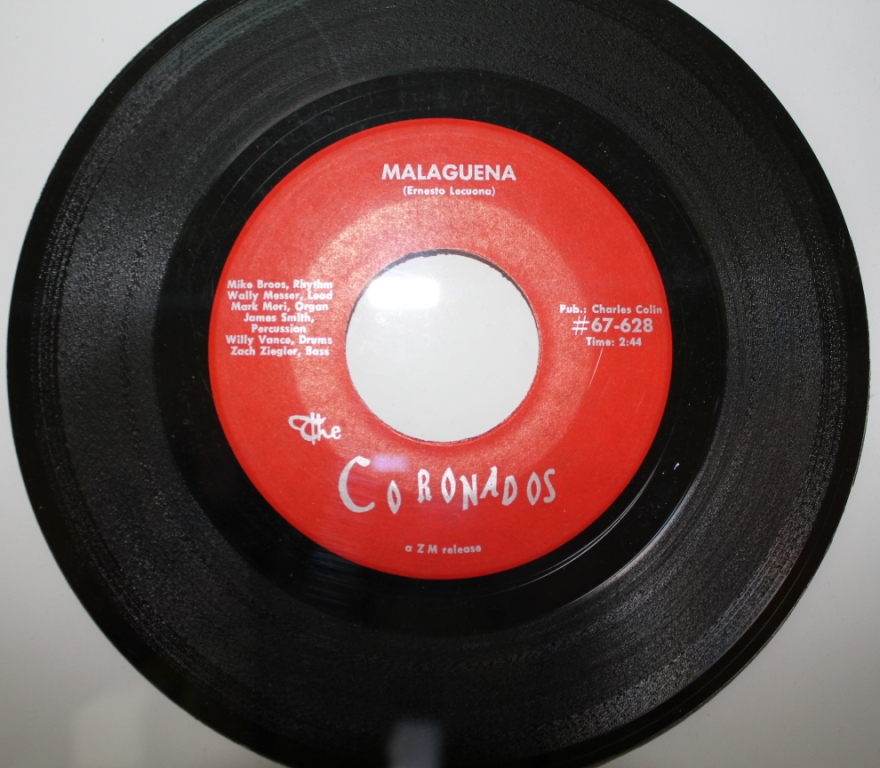 MALAGUENA
(Ernesto Lecuona)
Mike Broos, Rhythm
Wally Messer, Lead
Mark Mori, Organ
James Smith,
Percussion
Willy Vance, Drums
Zach Ziegler, Bass
Pub.: Charles Colin
#67-628
Time: 2:44
The
CORONADOS
a Z M release